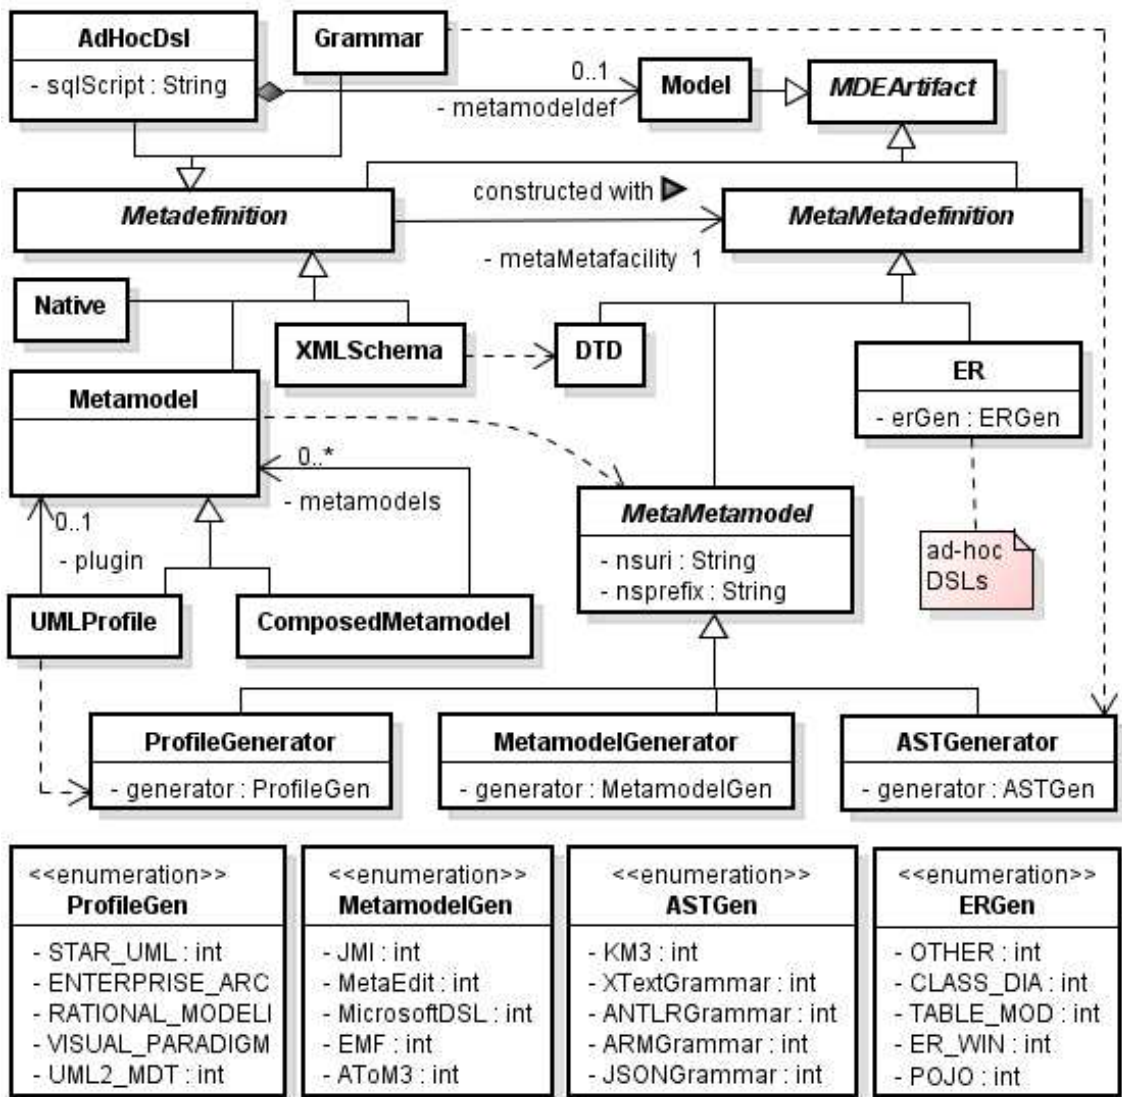 AdHocDsl
- sqlScript : String
Grammar
0..1
- metamodeldef
Model
MDEArtifact
Metadefinition
constructed with
- metaMetafacility 1
MetaMetadefinition
Native
XMLSchema
DTD
ER
- erGen : ERGen
Metamodel
0..*
- metamodels
0..1
- plugin
MetaMetamodel
- nsuri : String
- nsprefix : String
ad-hoc
DSLs
UMLProfile
ComposedMetamodel
ProfileGenerator
- generator : ProfileGen
MetamodelGenerator
- generator : MetamodelGen
ASTGenerator
- generator : ASTGen
<<enumeration>>
ProfileGen
- STAR_UML : int
- ENTERPRISE_ARC
- RATIONAL_MODELI
- VISUAL_PARADIGM
- UML2_MDT : int
<<enumeration>>
MetamodelGen
- JMI : int
- MetaEdit : int
- MicrosoftDSL : int
- EMF : int
- AToM3 : int
<<enumeration>>
ASTGen
- KM3 : int
- XTextGrammar : int
- ANTLRGrammar : int
- ARMGrammar : int
- JSONGrammar : int
<<enumeration>>
ERGen
- OTHER : int
- CLASS_DIA : int
- TABLE_MOD : int
- ER_WIN : int
- POJO : int